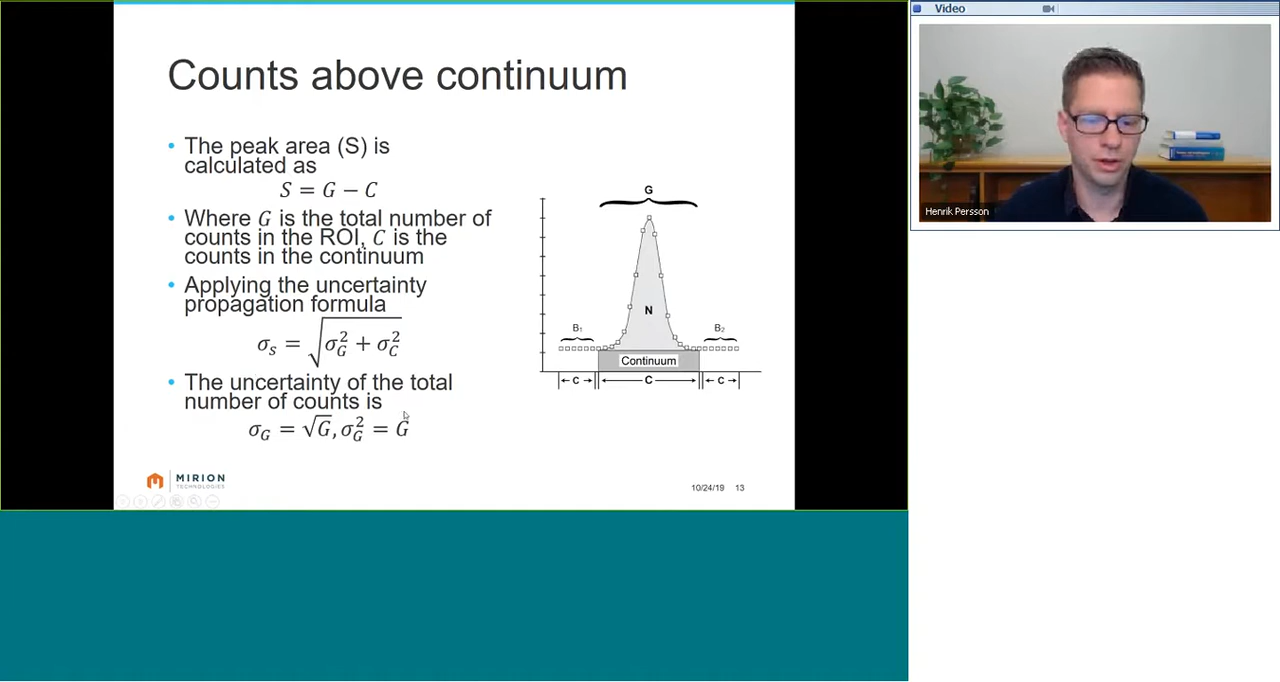 Counts above continuum
• The peak area (S) is
calculated as
S = G − C
• Where G is the total number of
counts in the ROI, C is the
counts in the continuum
• Applying the uncertainty
propagation formula
σₛ = √(σ_G² + σ_C²)
• The uncertainty of the total
number of counts is
σ_G = √G, σ_G² = G
G
N
B₁
B₂
Continuum
C
C
C
MIRION
TECHNOLOGIES
10/24/19 13
Video
Henrik Persson